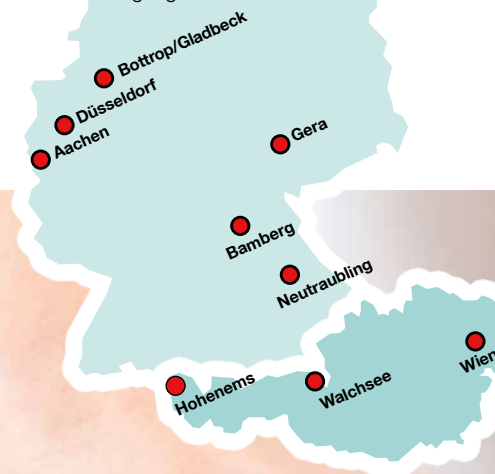 Bottrop/Gladbeck
Düsseldorf
Aachen
Gera
Bamberg
Neutraubling
Wien
Hohenems
Walchsee